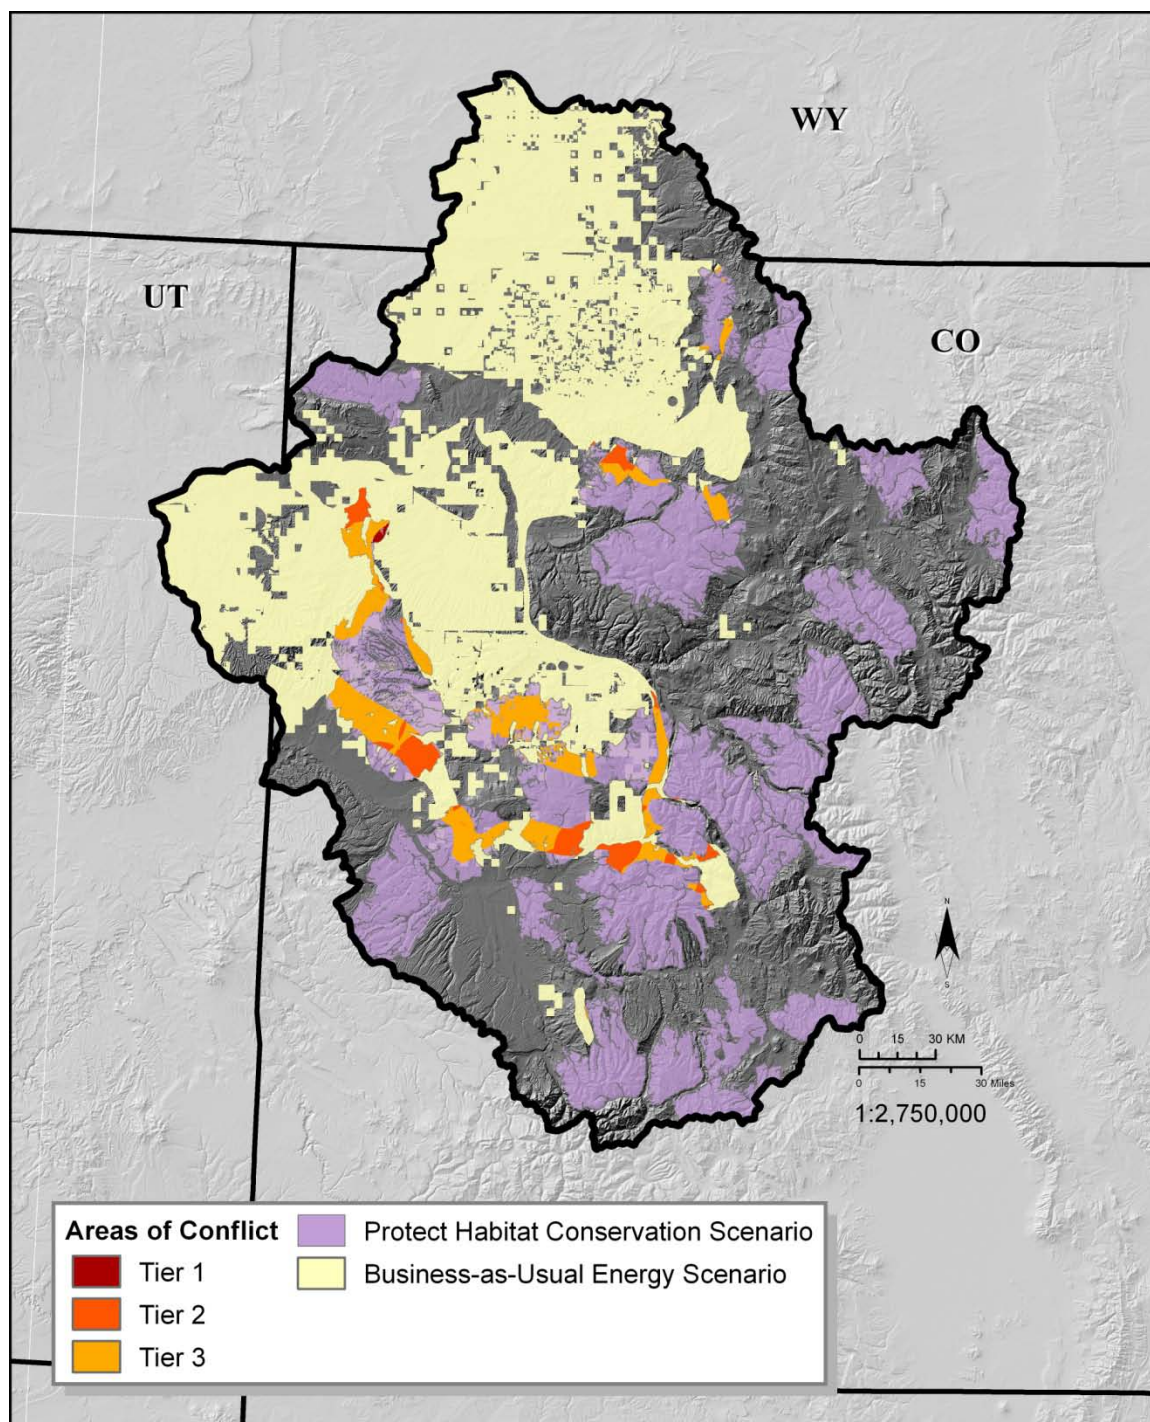 WY
UT
CO
N
S
0 15 30 KM
0 15 30 Miles
1:2,750,000
Areas of Conflict
Tier 1
Tier 2
Tier 3
Protect Habitat Conservation Scenario
Business-as-Usual Energy Scenario